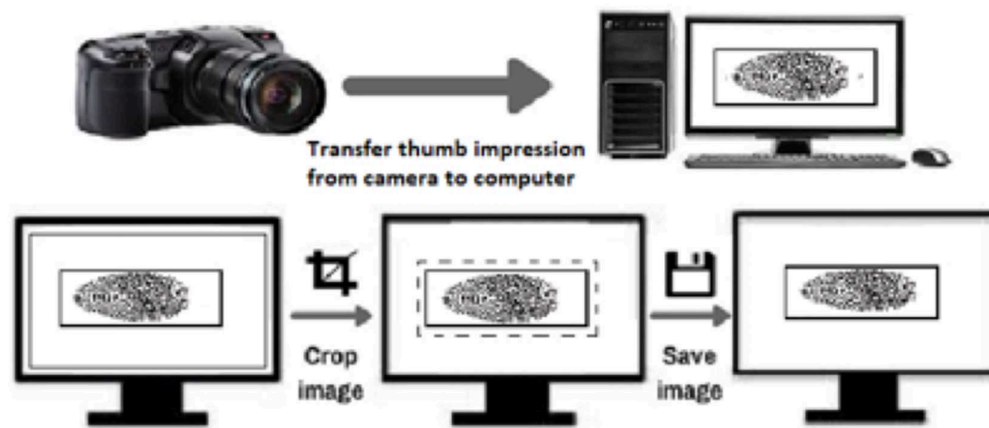 Transfer thumb impression
from camera to computer
Crop
image
Save
image